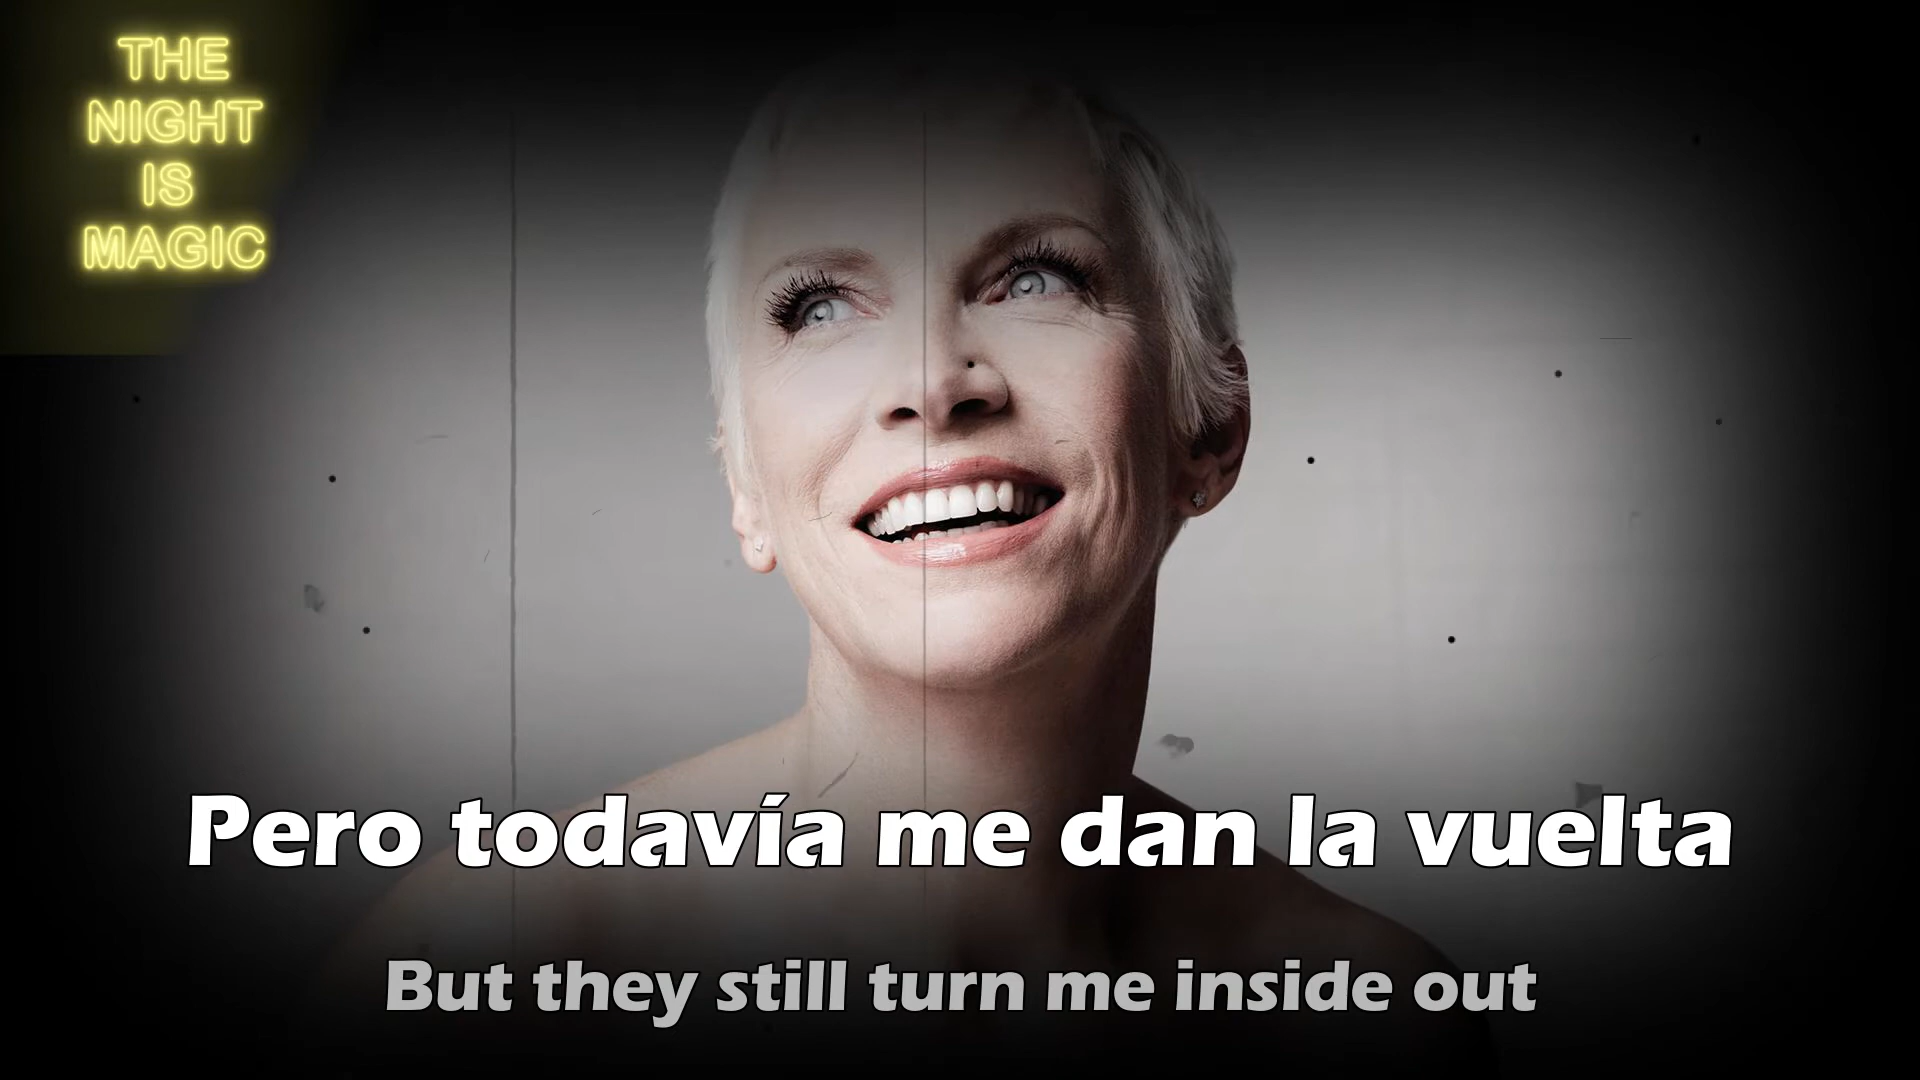 THE
NIGHT
IS
MAGIC
Pero todavía me dan la vuelta
But they still turn me inside out